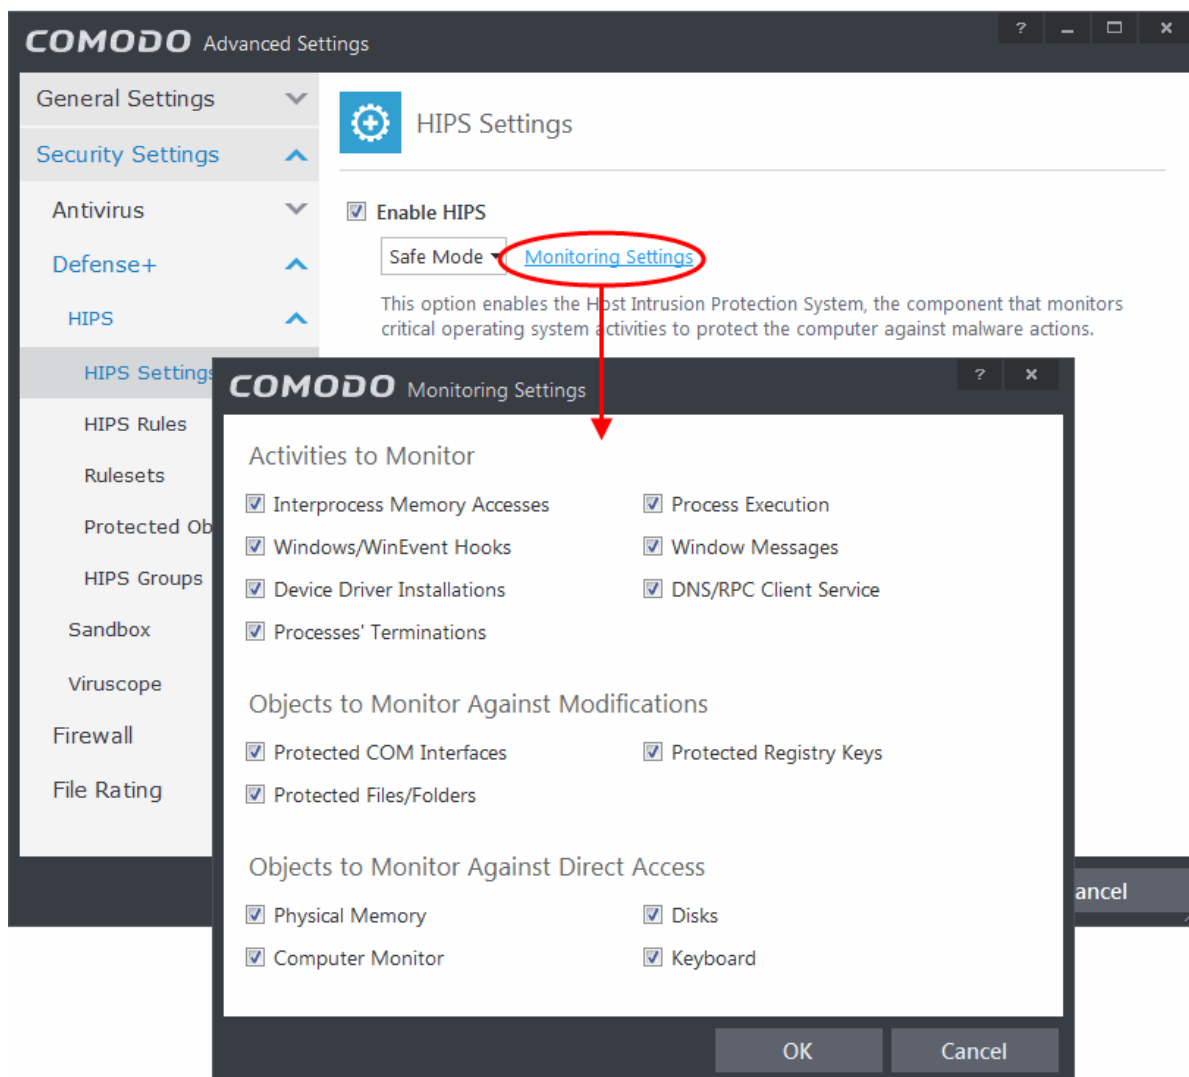 COMODO Advanced Settings
?
General Settings
Security Settings
Antivirus
Defense+
HIPS
HIPS Settings
HIPS Rules
Rulesets
Protected Ob
HIPS Groups
Sandbox
Viruscope
Firewall
File Rating
HIPS Settings
Enable HIPS
Safe Mode Monitoring Settings
This option enables the Host Intrusion Protection System, the component that monitors
critical operating system activities to protect the computer against malware actions.
ancel
COMODO Monitoring Settings
?
Activities to Monitor
Interprocess Memory Accesses Process Execution
Windows/WinEvent Hooks Window Messages
Device Driver Installations DNS/RPC Client Service
Processes' Terminations
Objects to Monitor Against Modifications
Protected COM Interfaces Protected Registry Keys
Protected Files/Folders
Objects to Monitor Against Direct Access
Physical Memory Disks
Computer Monitor Keyboard
OK Cancel